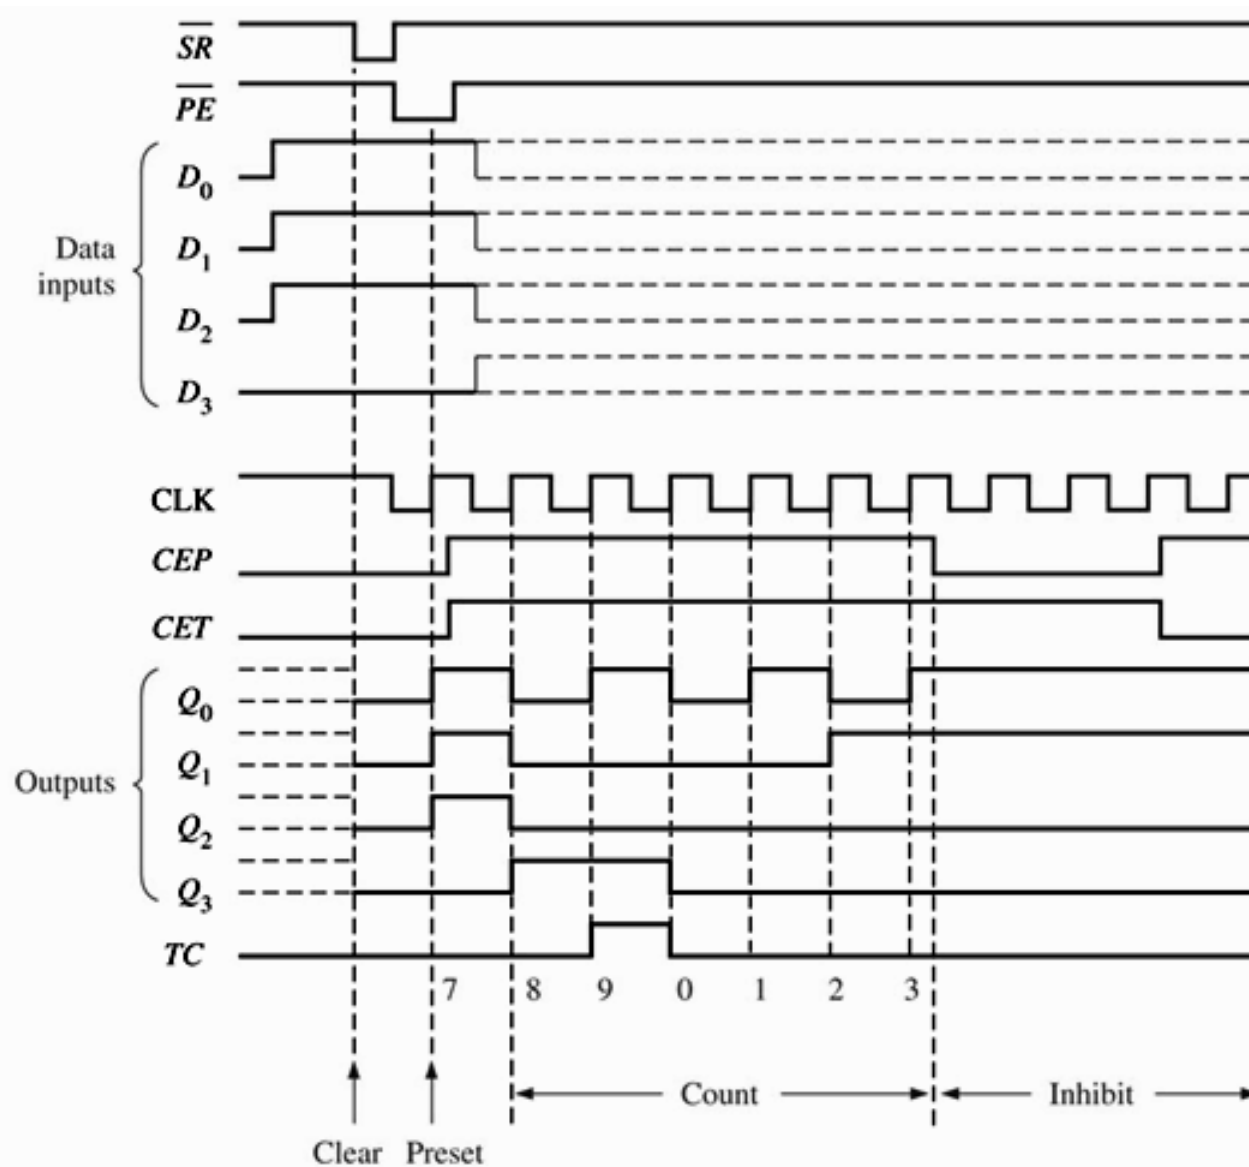 SR
PE
D0
D1
Data
inputs
D2
D3
CLK
CEP
CET
Q0
Q1
Outputs
Q2
Q3
TC
7 8 9 0 1 2 3
Count Inhibit
Clear Preset